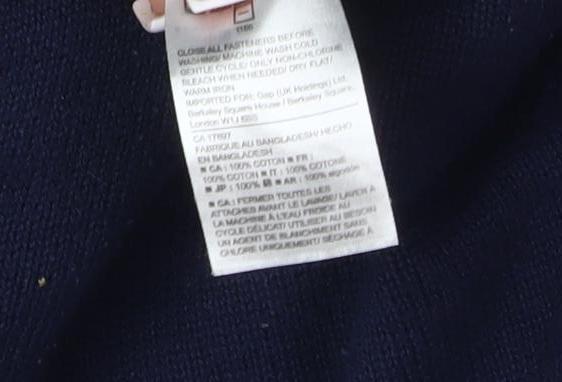 CLOSE ALL FASTENERS BEFORE
WASHING/ MACHINE WASH COLD
GENTLE CYCLE/ ONLY NON-CHLORINE
BLEACH WHEN NEEDED/ DRY FLAT/
WARM IRON
IMPORTED FOR: Gap (UK Holdings) Ltd.
Berkeley Square House / Berkeley Square,
London W1J 6BS
CA 17897
FABRIQUÉ AU BANGLADESH/ HECHO
EN BANGLADESH
■ CA : 100% COTON ■ FR :
100% COTON ■ IT : 100% COTONE
■ JP : 100% 綿 ■ AR : 100% algodón
■ CA : FERMER TOUTES LES
ATTACHES AVANT LE LAVAGE/ LAVER À
LA MACHINE À L'EAU FROIDE AU
CYCLE DÉLICAT/ UTILISER AU BESOIN
UN AGENT DE BLANCHIMENT SANS
CHLORE UNIQUEMENT/ SÉCHAGE À